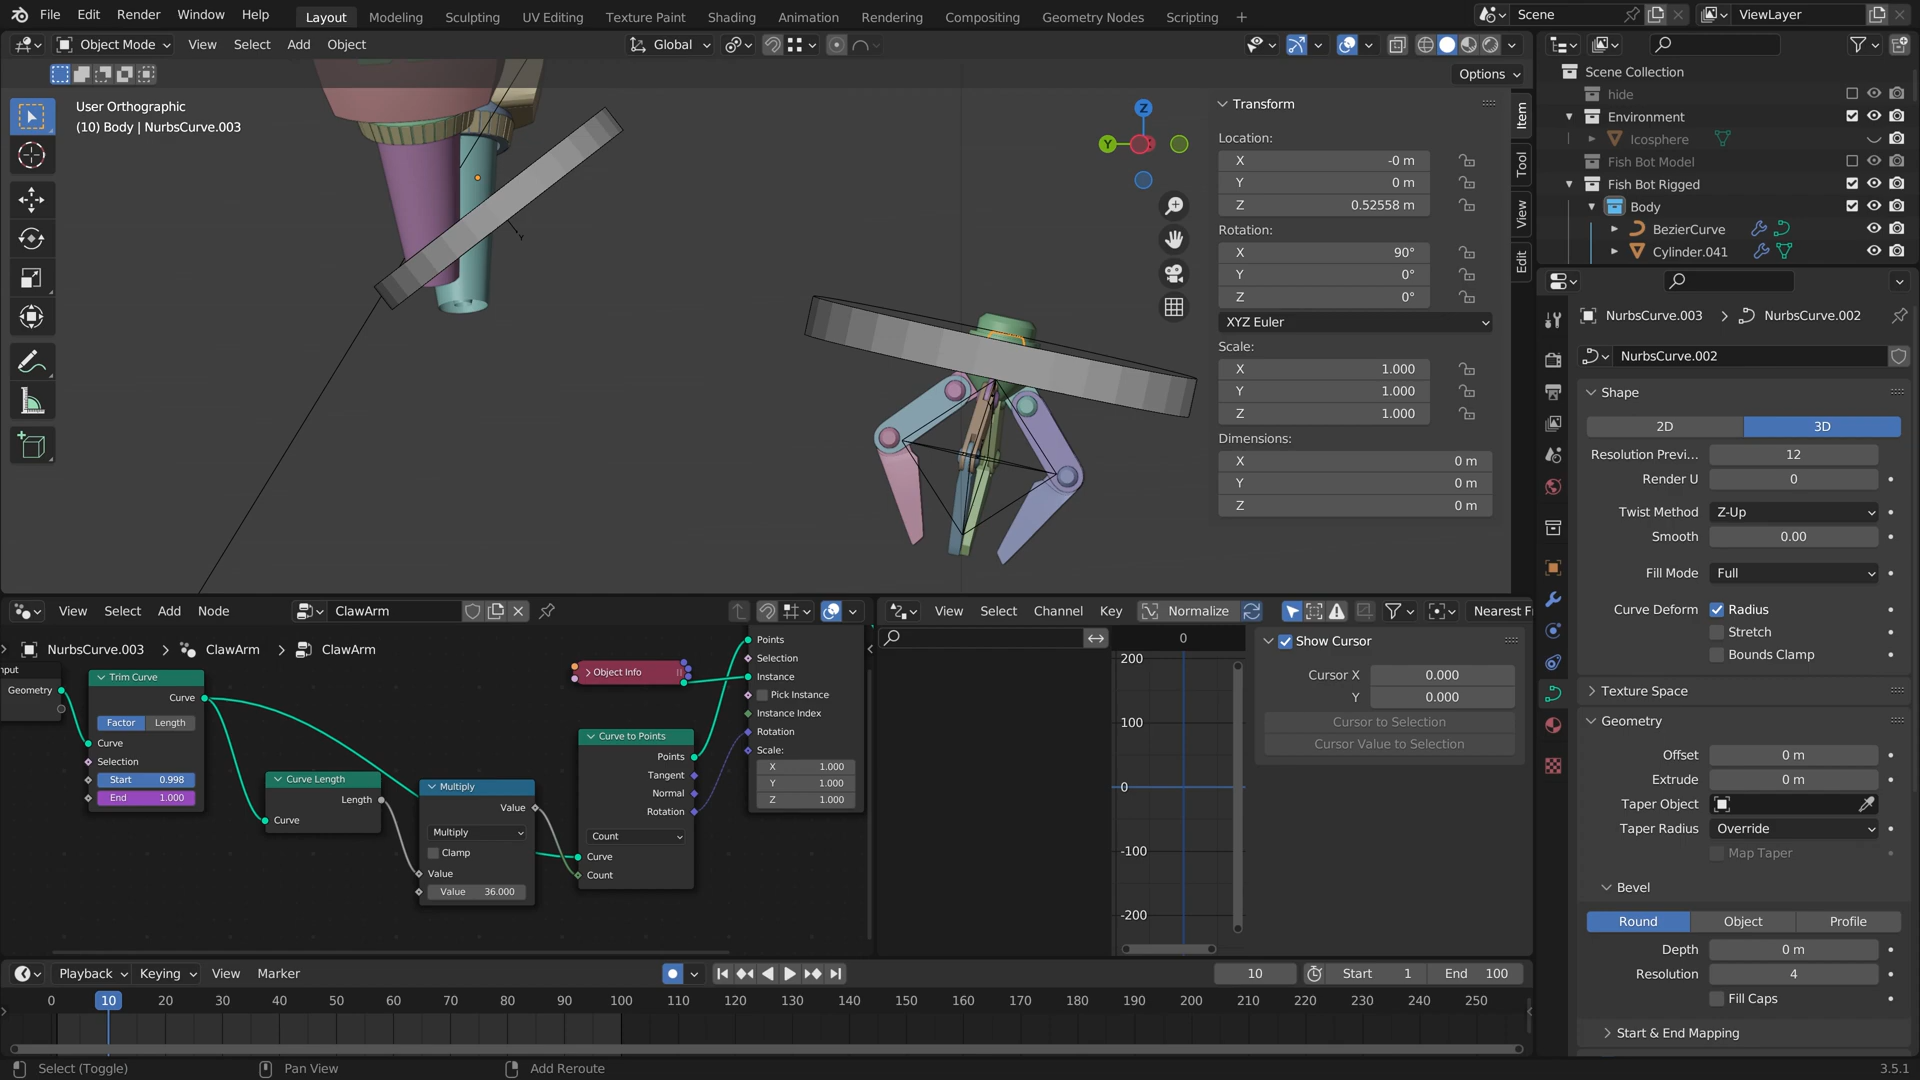 File Edit Render Window Help Layout Modeling Sculpting UV Editing Texture Paint Shading Animation Rendering Compositing Geometry Nodes Scripting + Scene ViewLayer
Object Mode View Select Add Object Global
Options
User Orthographic
(10) Body | NurbsCurve.003
Z
Y
Y
Transform
Location:
X -0 m
Y 0 m
Z 0.52558 m
Rotation:
X 90°
Y 0°
Z 0°
XYZ Euler
Scale:
X 1.000
Y 1.000
Z 1.000
Dimensions:
X 0 m
Y 0 m
Z 0 m
Item
Tool
View
Edit
Scene Collection
hide
Environment
Icosphere
Fish Bot Model
Fish Bot Rigged
Body
BezierCurve
Cylinder.041
NurbsCurve.003 NurbsCurve.002
NurbsCurve.002
Shape
2D 3D
Resolution Previ... 12
Render U 0
Twist Method Z-Up
Smooth 0.00
Fill Mode Full
Curve Deform Radius
Stretch
Bounds Clamp
Texture Space
Geometry
Offset 0 m
Extrude 0 m
Taper Object
Taper Radius Override
Map Taper
Bevel
Round Object Profile
Depth 0 m
Resolution 4
Fill Caps
Start & End Mapping
View Select Add Node ClawArm
NurbsCurve.003 ClawArm ClawArm
nput
Geometry
Trim Curve
Curve
Factor Length
Curve
Selection
Start 0.998
End 1.000
Curve Length
Length
Curve
Multiply
Value
Multiply
Clamp
Value
Value 36.000
Object Info
Curve to Points
Points
Tangent
Normal
Rotation
Count
Curve
Count
Points
Selection
Instance
Pick Instance
Instance Index
Rotation
Scale:
X 1.000
Y 1.000
Z 1.000
View Select Channel Key Normalize Nearest Fr
0
200
100
0
-100
-200
Show Cursor
Cursor X 0.000
Y 0.000
Cursor to Selection
Cursor Value to Selection
Playback Keying View Marker 10 Start 1 End 100
0 10 20 30 40 50 60 70 80 90 100 110 120 130 140 150 160 170 180 190 200 210 220 230 240 250
Select (Toggle) Pan View Add Reroute 3.5.1